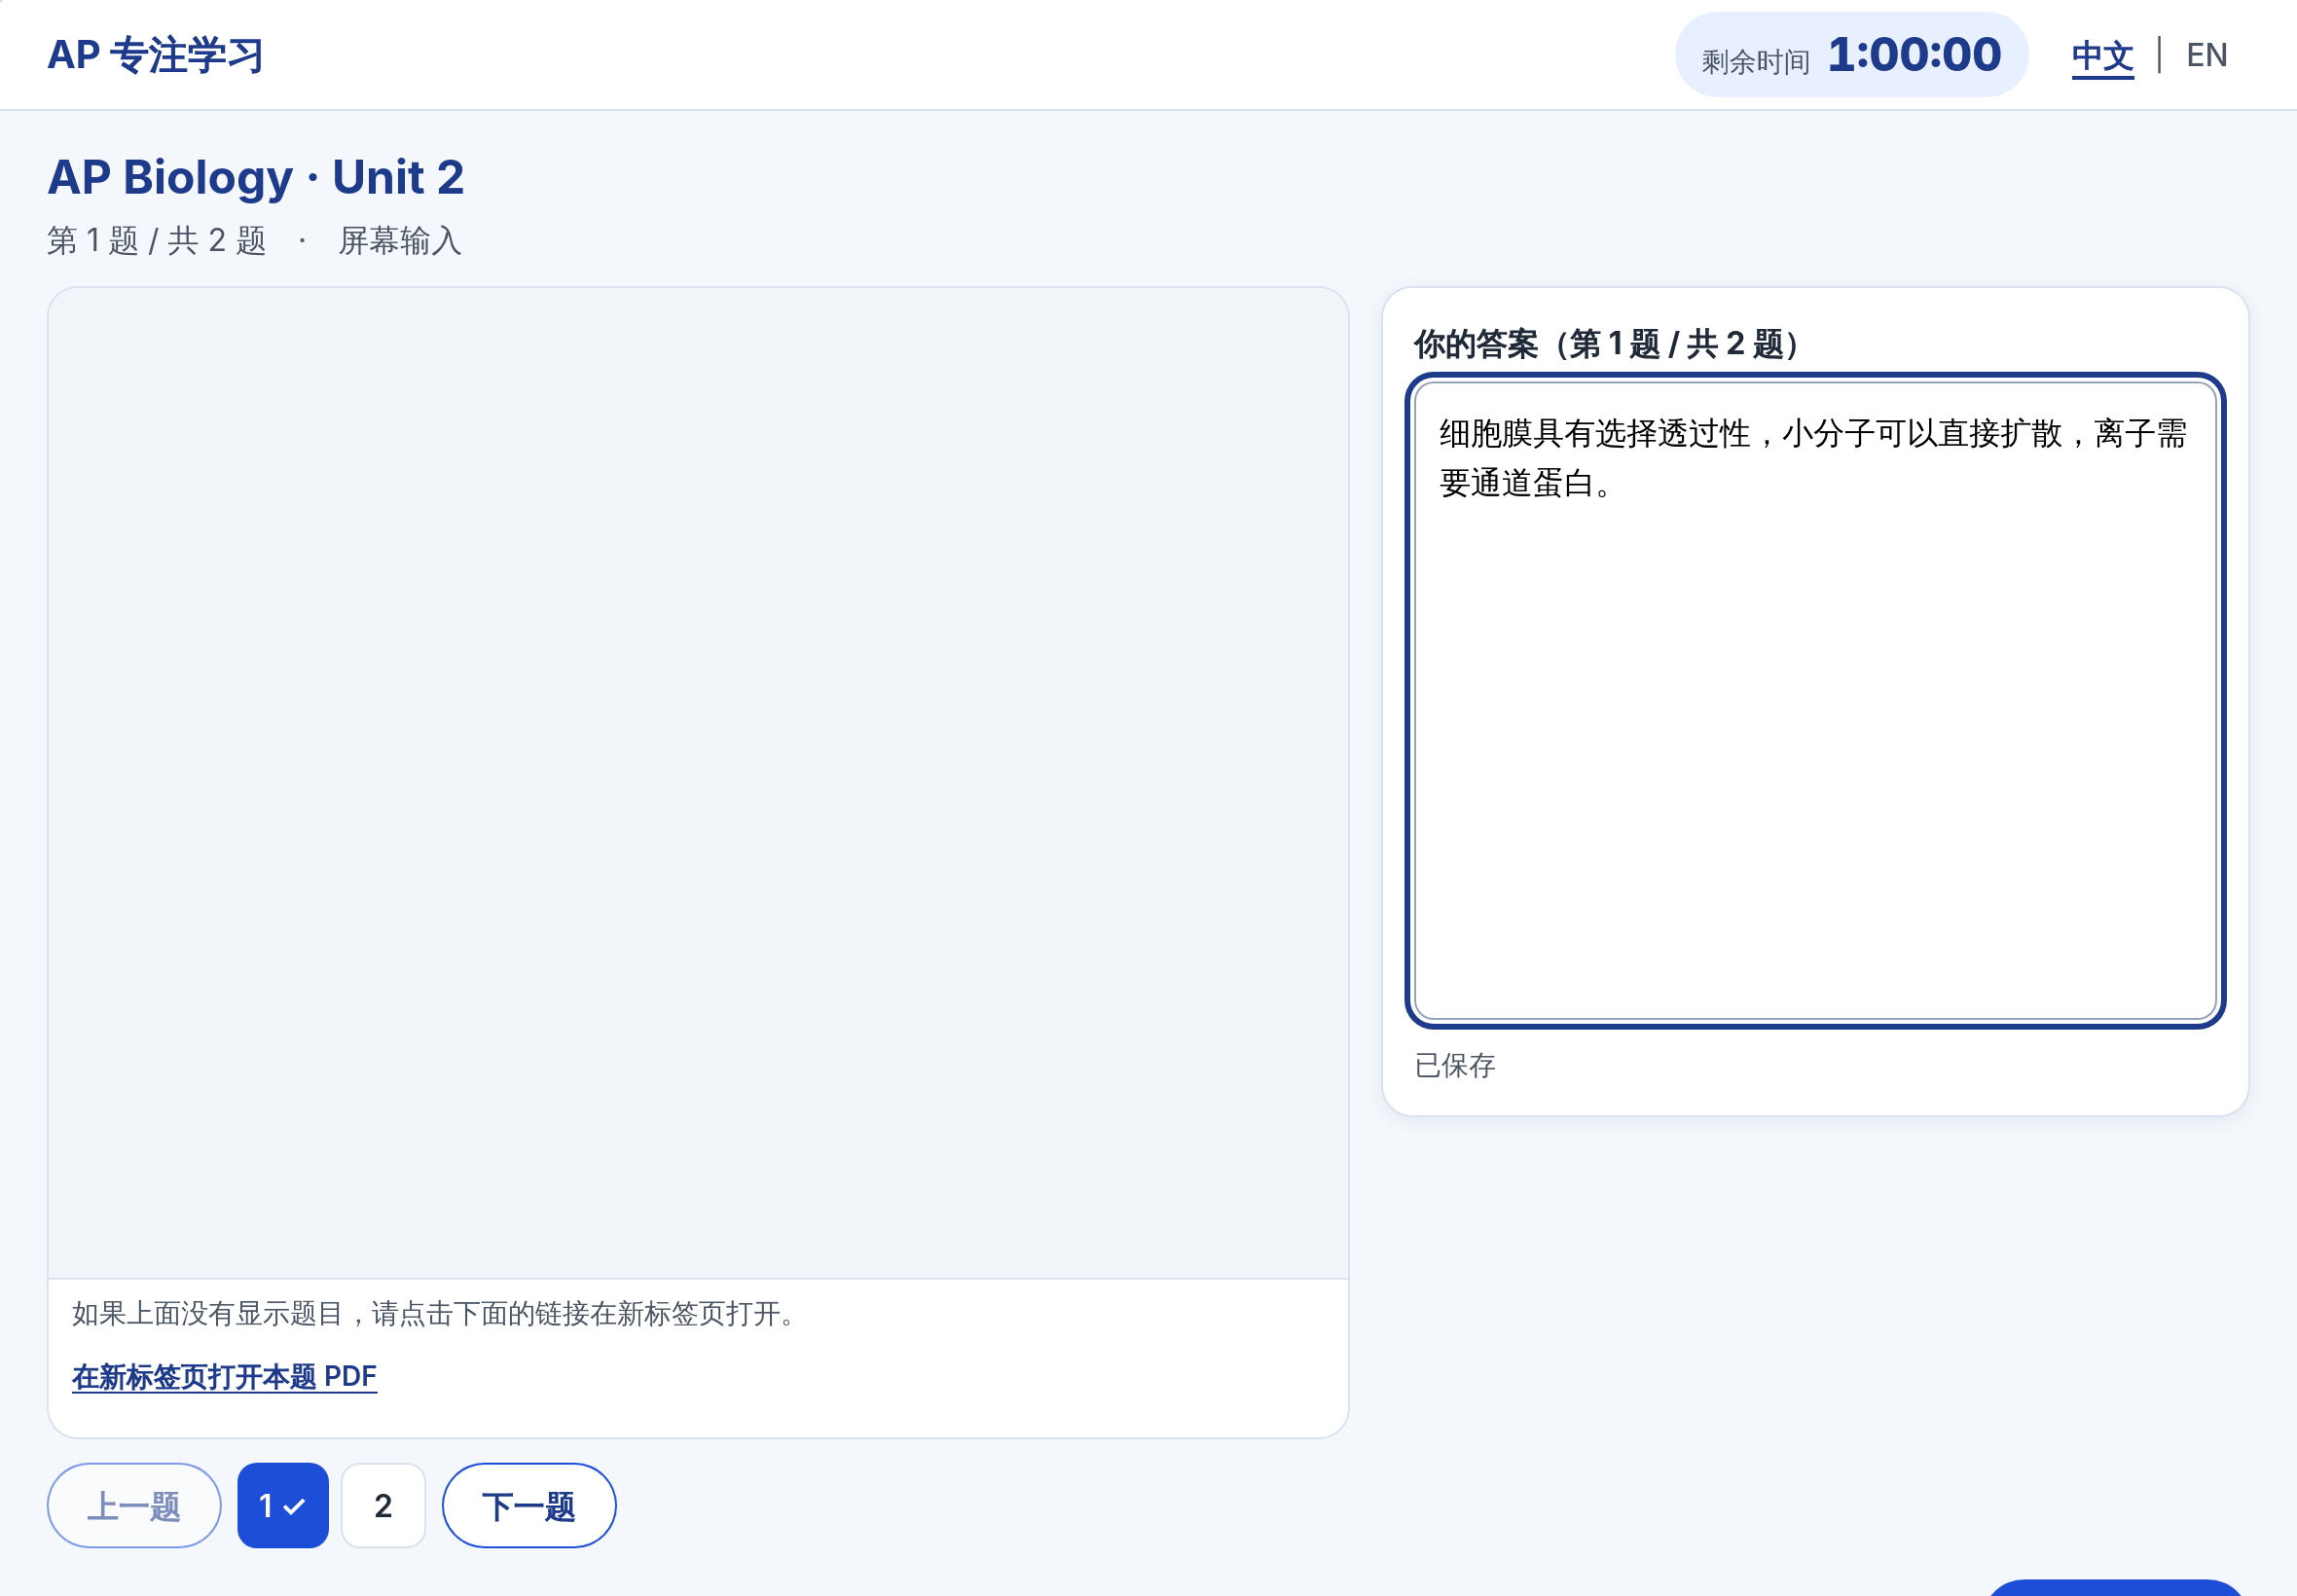 AP 专注学习
剩余时间 1:00:00
中文 | EN
AP Biology · Unit 2
第 1 题 / 共 2 题 · 屏幕输入
你的答案（第 1 题 / 共 2 题）
细胞膜具有选择透过性，小分子可以直接扩散，离子需
要通道蛋白。
已保存
如果上面没有显示题目，请点击下面的链接在新标签页打开。
在新标签页打开本题 PDF
上一题
1 ✓
2
下一题